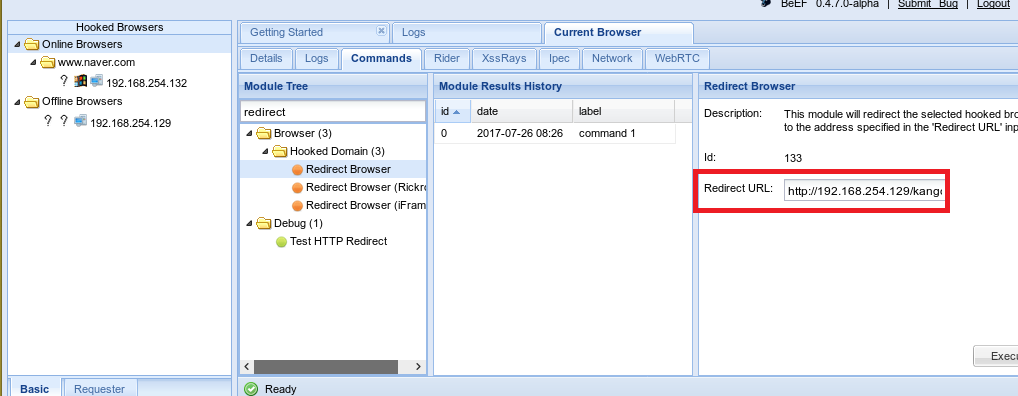 BeEF 0.4.7.0-alpha | Submit Bug | Logout
Hooked Browsers
Online Browsers
www.naver.com
? 192.168.254.132
Offline Browsers
? ? 192.168.254.129
Basic
Requester
Getting Started
Logs
Current Browser
Details
Logs
Commands
Rider
XssRays
Ipec
Network
WebRTC
Module Tree
redirect
Browser (3)
Hooked Domain (3)
Redirect Browser
Redirect Browser (Rickro
Redirect Browser (iFram
Debug (1)
Test HTTP Redirect
Module Results History
id date label
0 2017-07-26 08:26 command 1
Redirect Browser
Description: This module will redirect the selected hooked bro
to the address specified in the 'Redirect URL' inp
Id: 133
Redirect URL: http://192.168.254.129/kang
Execu
Ready